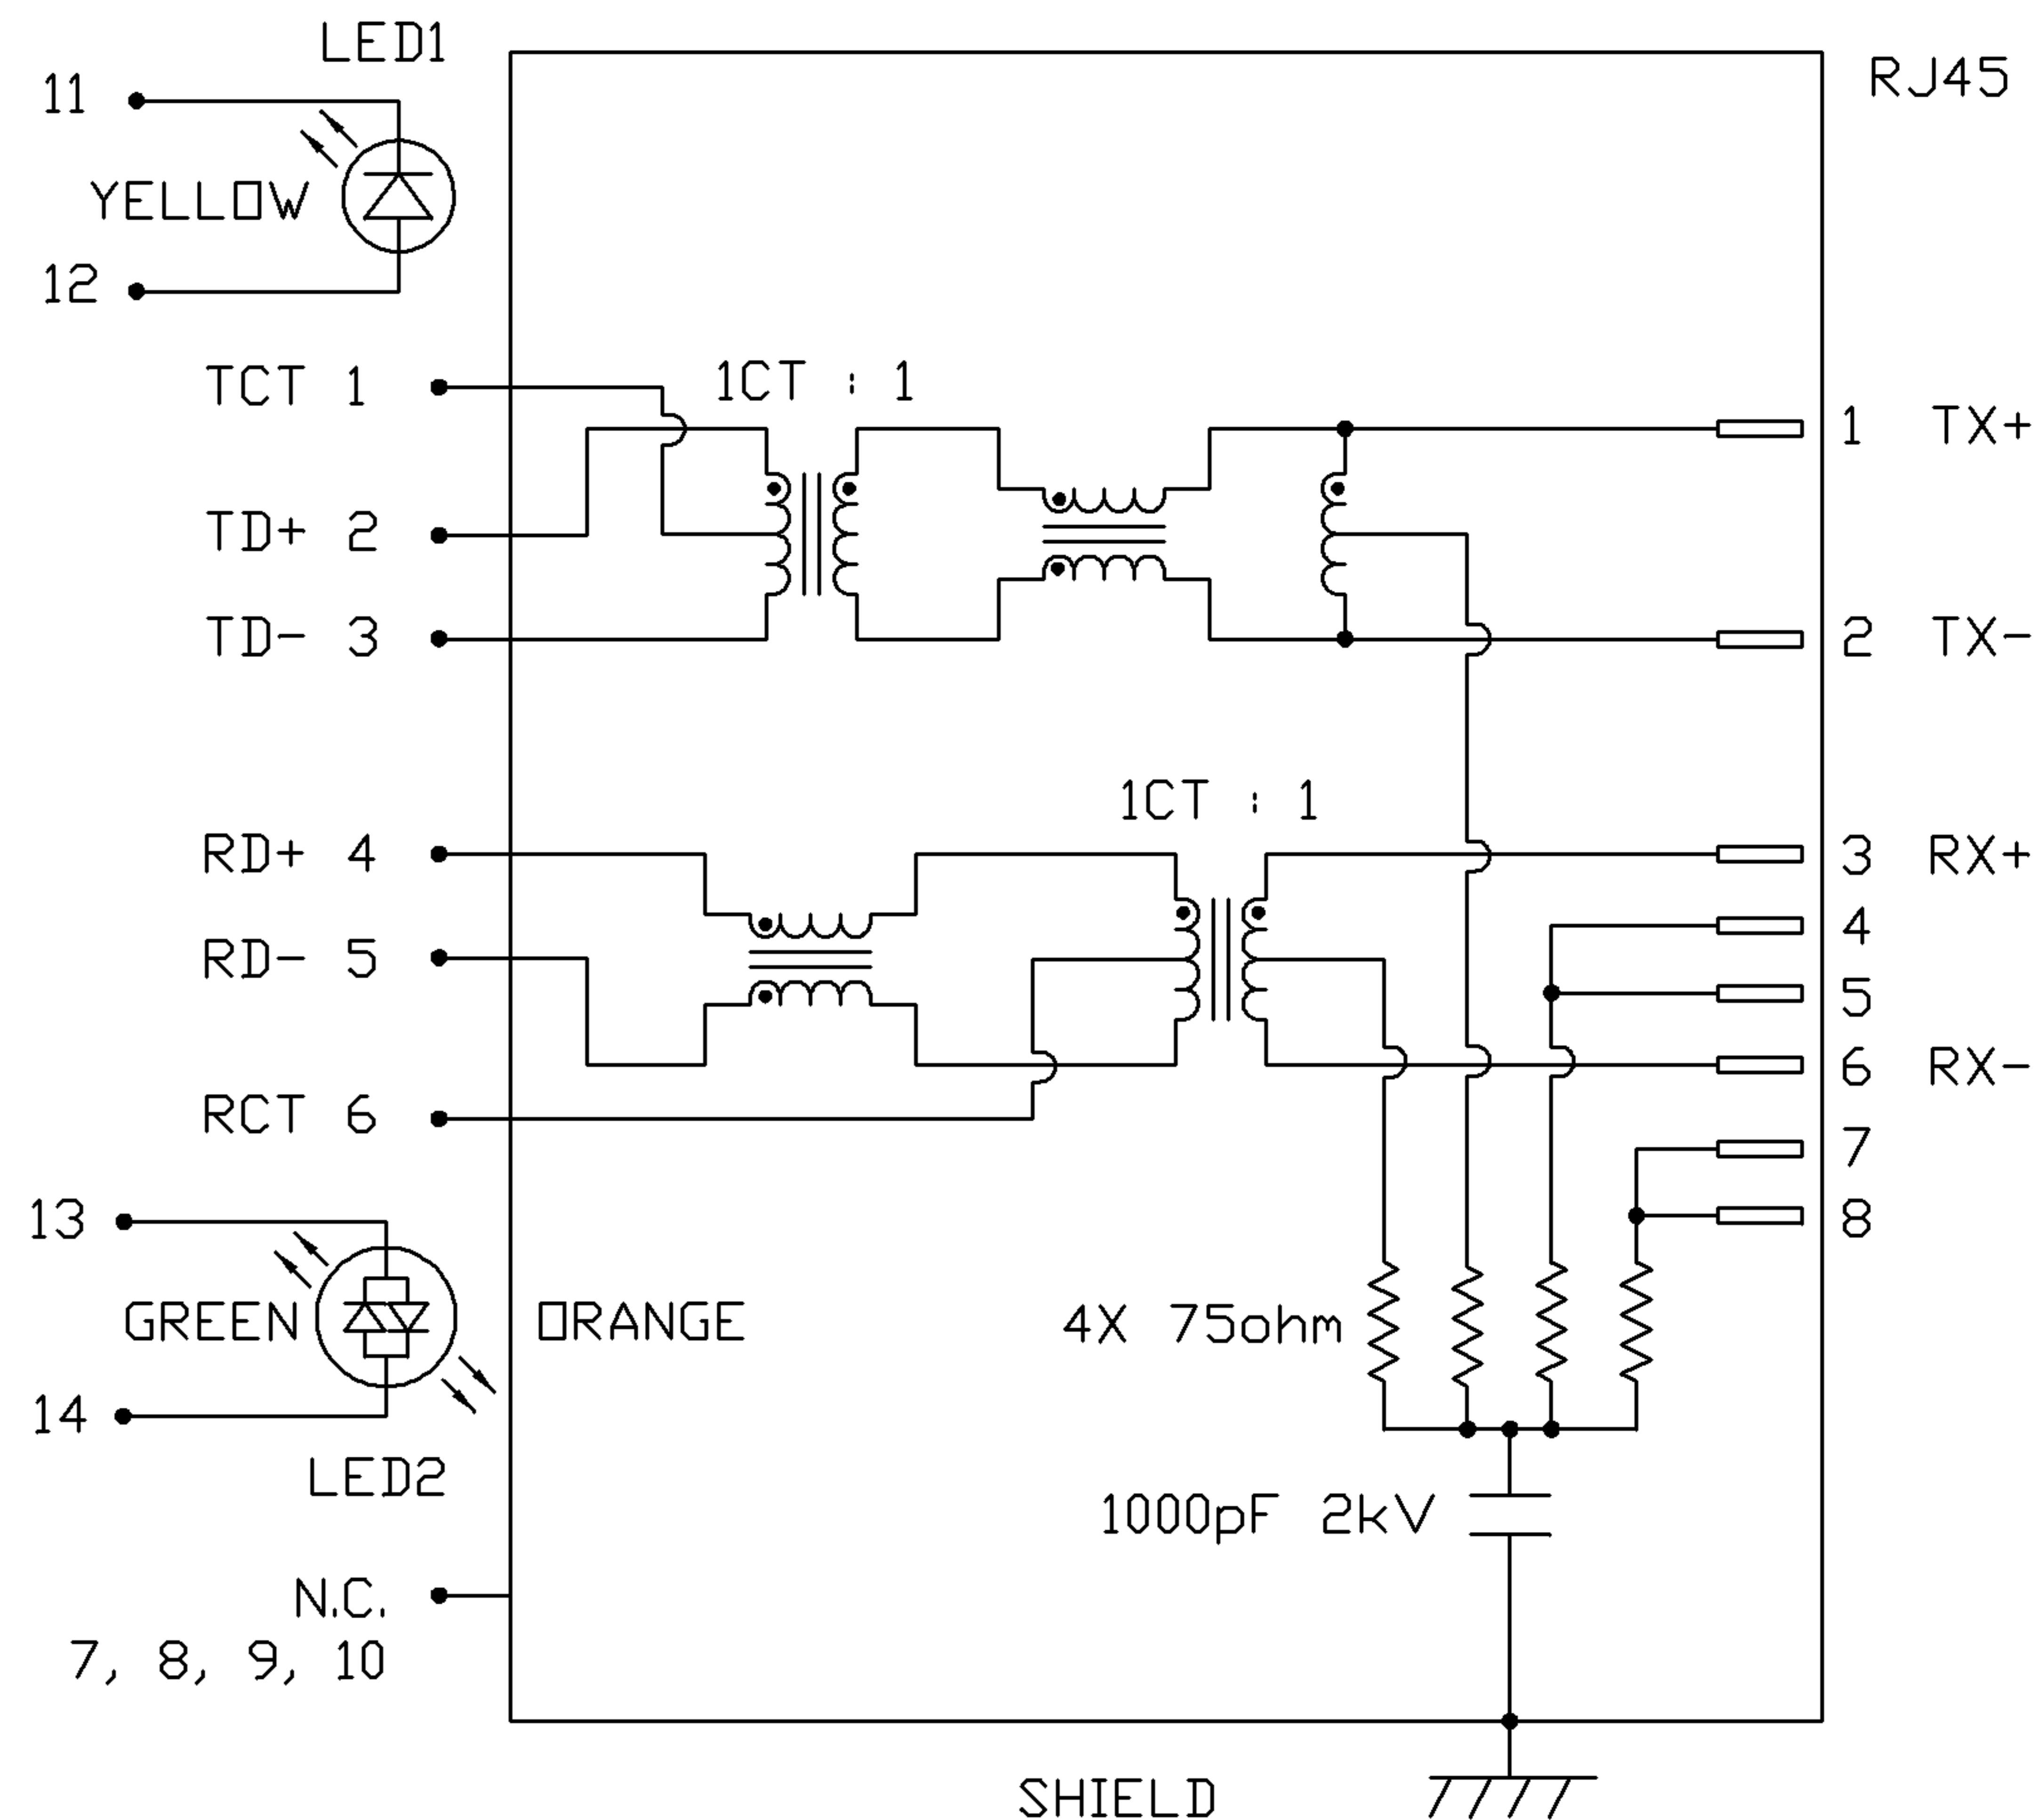 LED1
RJ45
11
YELLOW
12
TCT 1
1CT : 1
1 TX+
TD+ 2
TD- 3
2 TX-
1CT : 1
RD+ 4
3 RX+
4
RD- 5
5
6 RX-
RCT 6
7
8
13
GREEN
ORANGE
4X 75ohm
14
LED2
1000pF 2kV
N.C.
7, 8, 9, 10
SHIELD